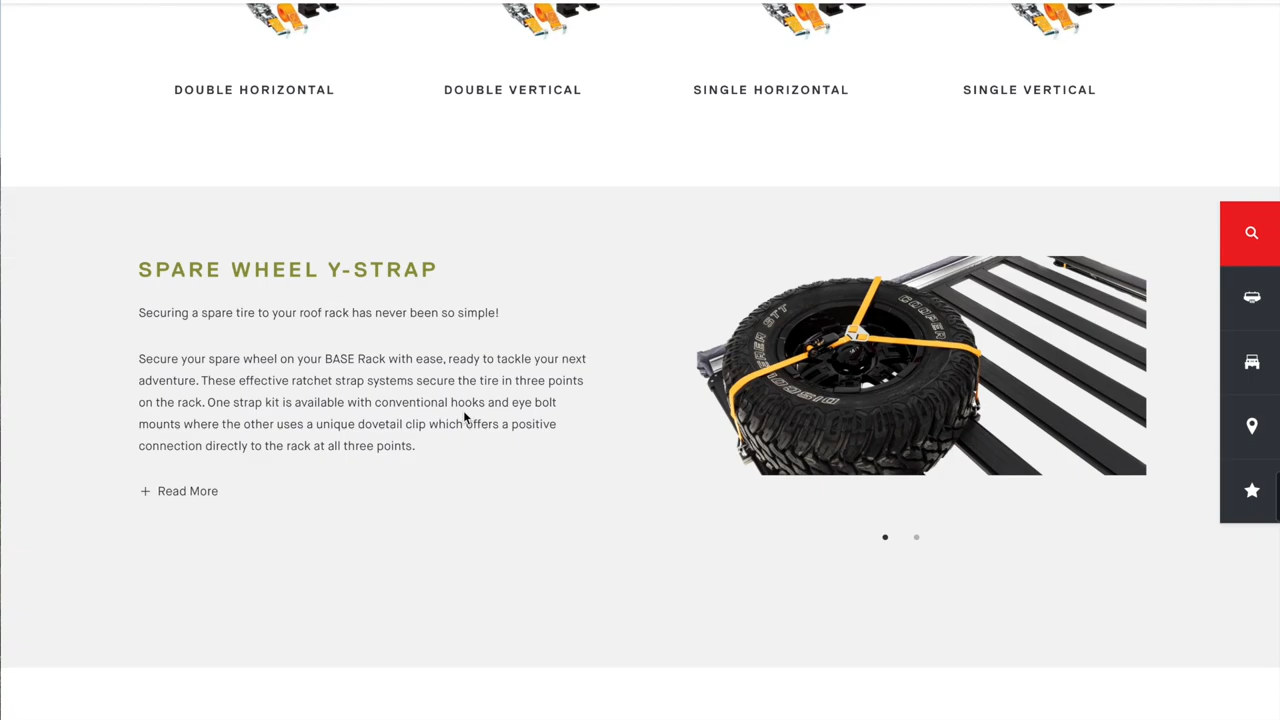 DOUBLE HORIZONTAL
DOUBLE VERTICAL
SINGLE HORIZONTAL
SINGLE VERTICAL
SPARE WHEEL Y-STRAP
Securing a spare tire to your roof rack has never been so simple!
Secure your spare wheel on your BASE Rack with ease, ready to tackle your next
adventure. These effective ratchet strap systems secure the tire in three points
on the rack. One strap kit is available with conventional hooks and eye bolt
mounts where the other uses a unique dovetail clip which offers a positive
connection directly to the rack at all three points.
+ Read More
COOPER
DISCOVERER STT